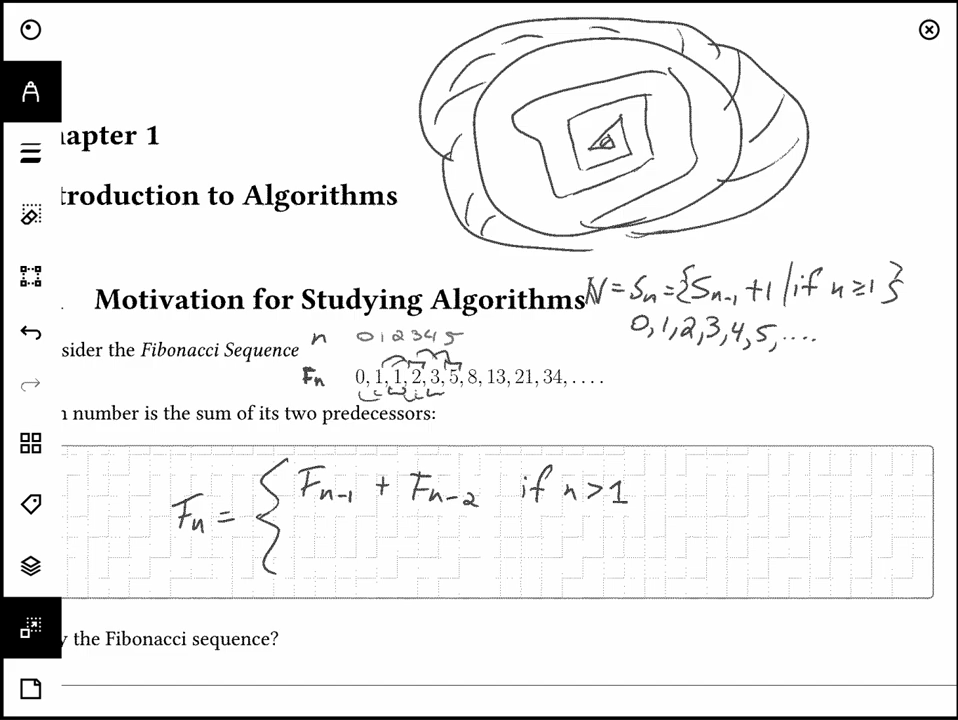 apter 1
troduction to Algorithms
Motivation for Studying Algorithms
N = Sn = {Sn-1 + 1 | if n ≥ 1}
0, 1, 2, 3, 4, 5, ....
n 0 1 2 3 4 5
sider the Fibonacci Sequence
Fn 0, 1, 1, 2, 3, 5, 8, 13, 21, 34, . . . .
number is the sum of its two predecessors:
Fn = { Fn-1 + Fn-2 if n > 1
the Fibonacci sequence?